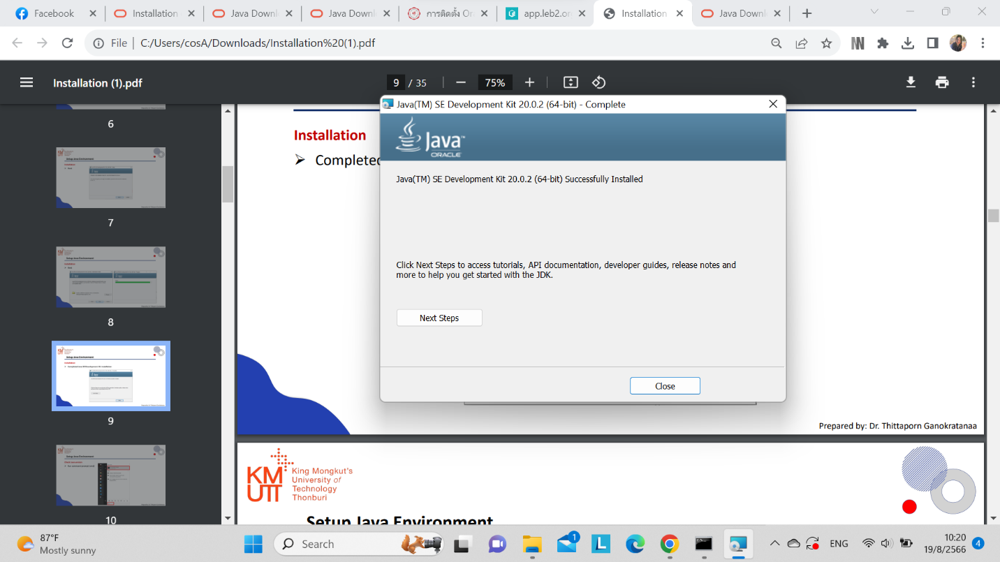 Facebook
Installation
Java Downl
Java Downl
การติดตั้ง Or
app.leb2.or
Installation
Java Downl
File
C:/Users/cosA/Downloads/Installation%20(1).pdf
Installation (1).pdf
9 / 35
75%
6
7
8
9
10
Installation
Completed
Java(TM) SE Development Kit 20.0.2 (64-bit) - Complete
Java™
ORACLE
Java(TM) SE Development Kit 20.0.2 (64-bit) Successfully Installed
Click Next Steps to access tutorials, API documentation, developer guides, release notes and
more to help you get started with the JDK.
Next Steps
Close
Prepared by: Dr. Thittaporn Ganokratanaa
KMUTT
King Mongkut's
University of
Technology
Thonburi
Setup Java Environment
87°F
Mostly sunny
Search
1
ENG
10:20
19/8/2566
4